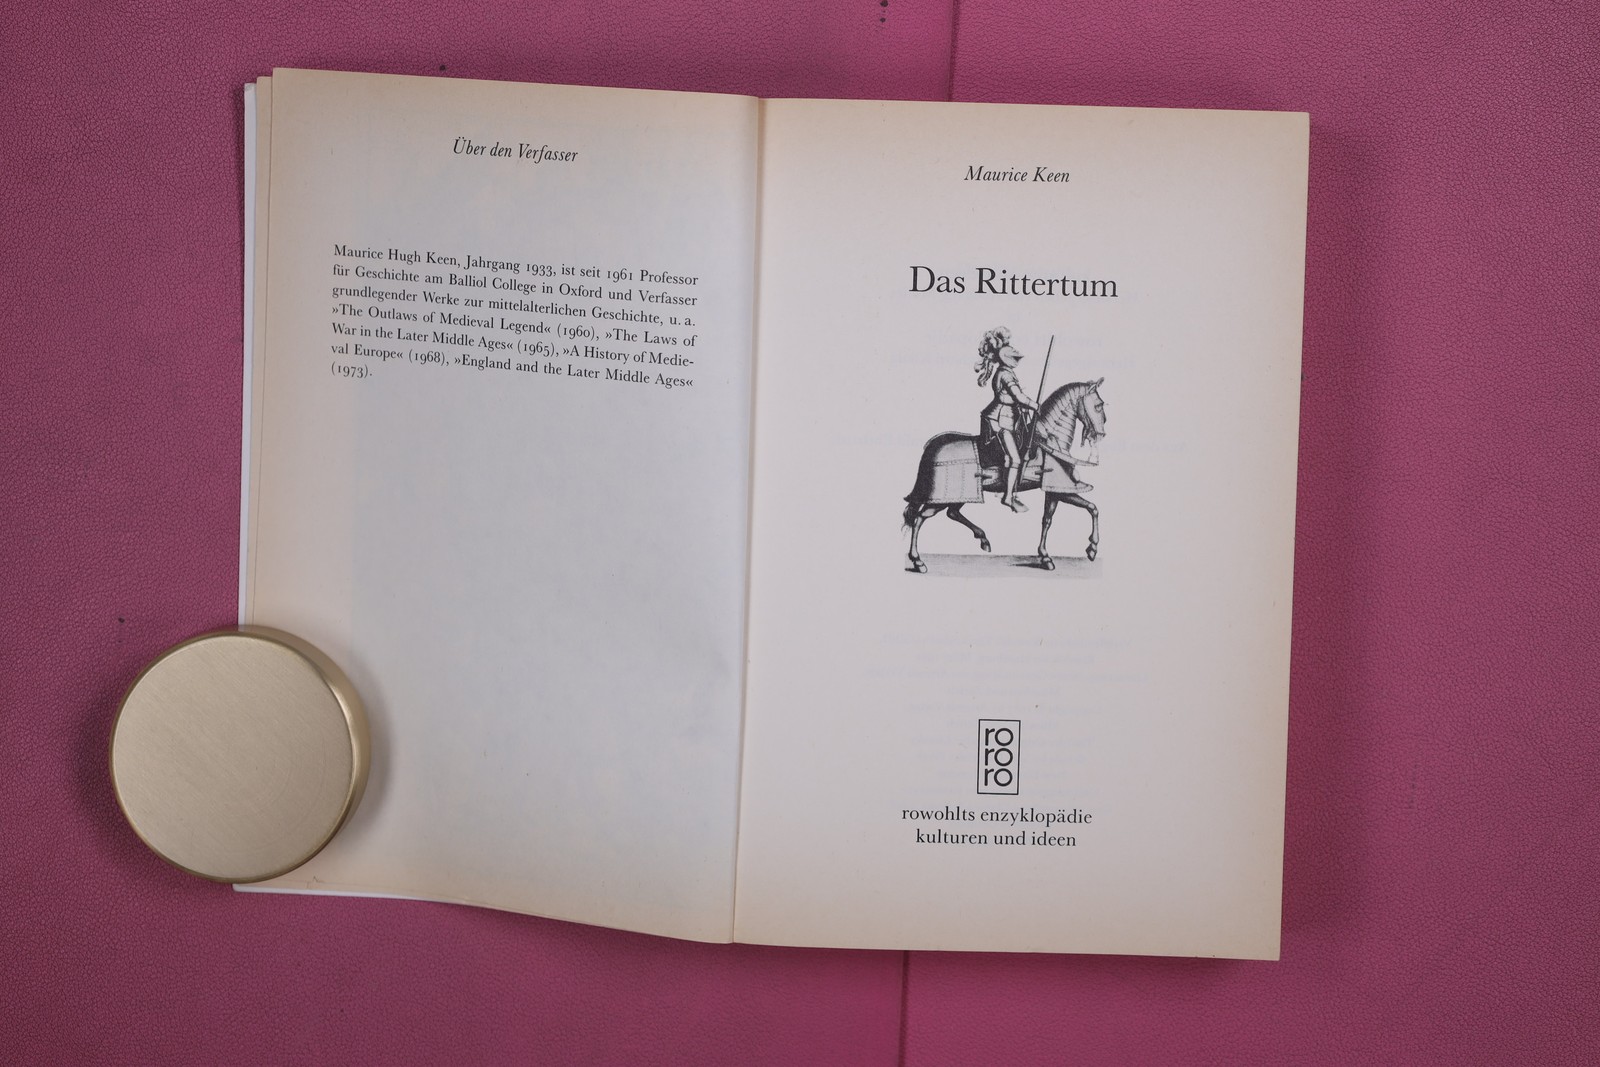 Über den Verfasser
Maurice Hugh Keen, Jahrgang 1933, ist seit 1961 Professor
für Geschichte am Balliol College in Oxford und Verfasser
grundlegender Werke zur mittelalterlichen Geschichte, u. a.
»The Outlaws of Medieval Legend« (1960), »The Laws of
War in the Later Middle Ages« (1965), »A History of Medie-
val Europe« (1968), »England and the Later Middle Ages«
(1973).
Maurice Keen
Das Rittertum
ro
ro
ro
rowohlts enzyklopädie
kulturen und ideen